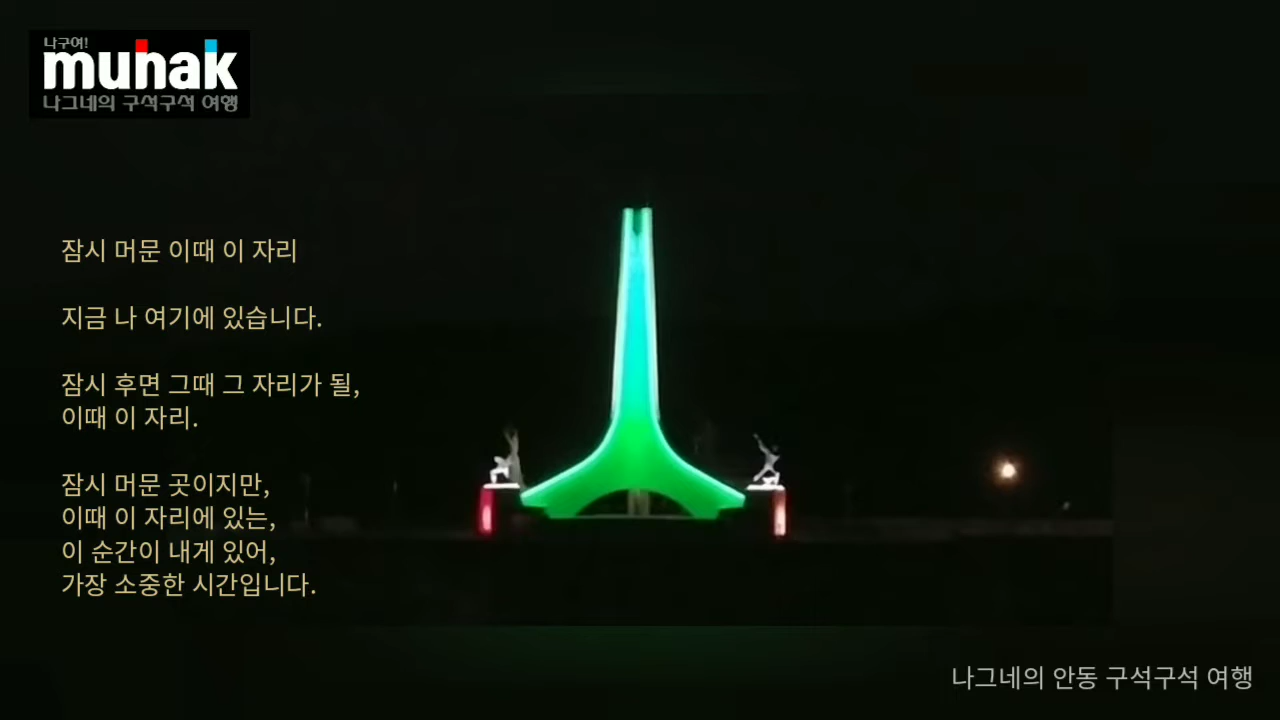 나구여!
munak
나그네의 구석구석 여행
잠시 머문 이때 이 자리
지금 나 여기에 있습니다.
잠시 후면 그때 그 자리가 될,
이때 이 자리.
잠시 머문 곳이지만,
이때 이 자리에 있는,
이 순간이 내게 있어,
가장 소중한 시간입니다.
나그네의 안동 구석구석 여행